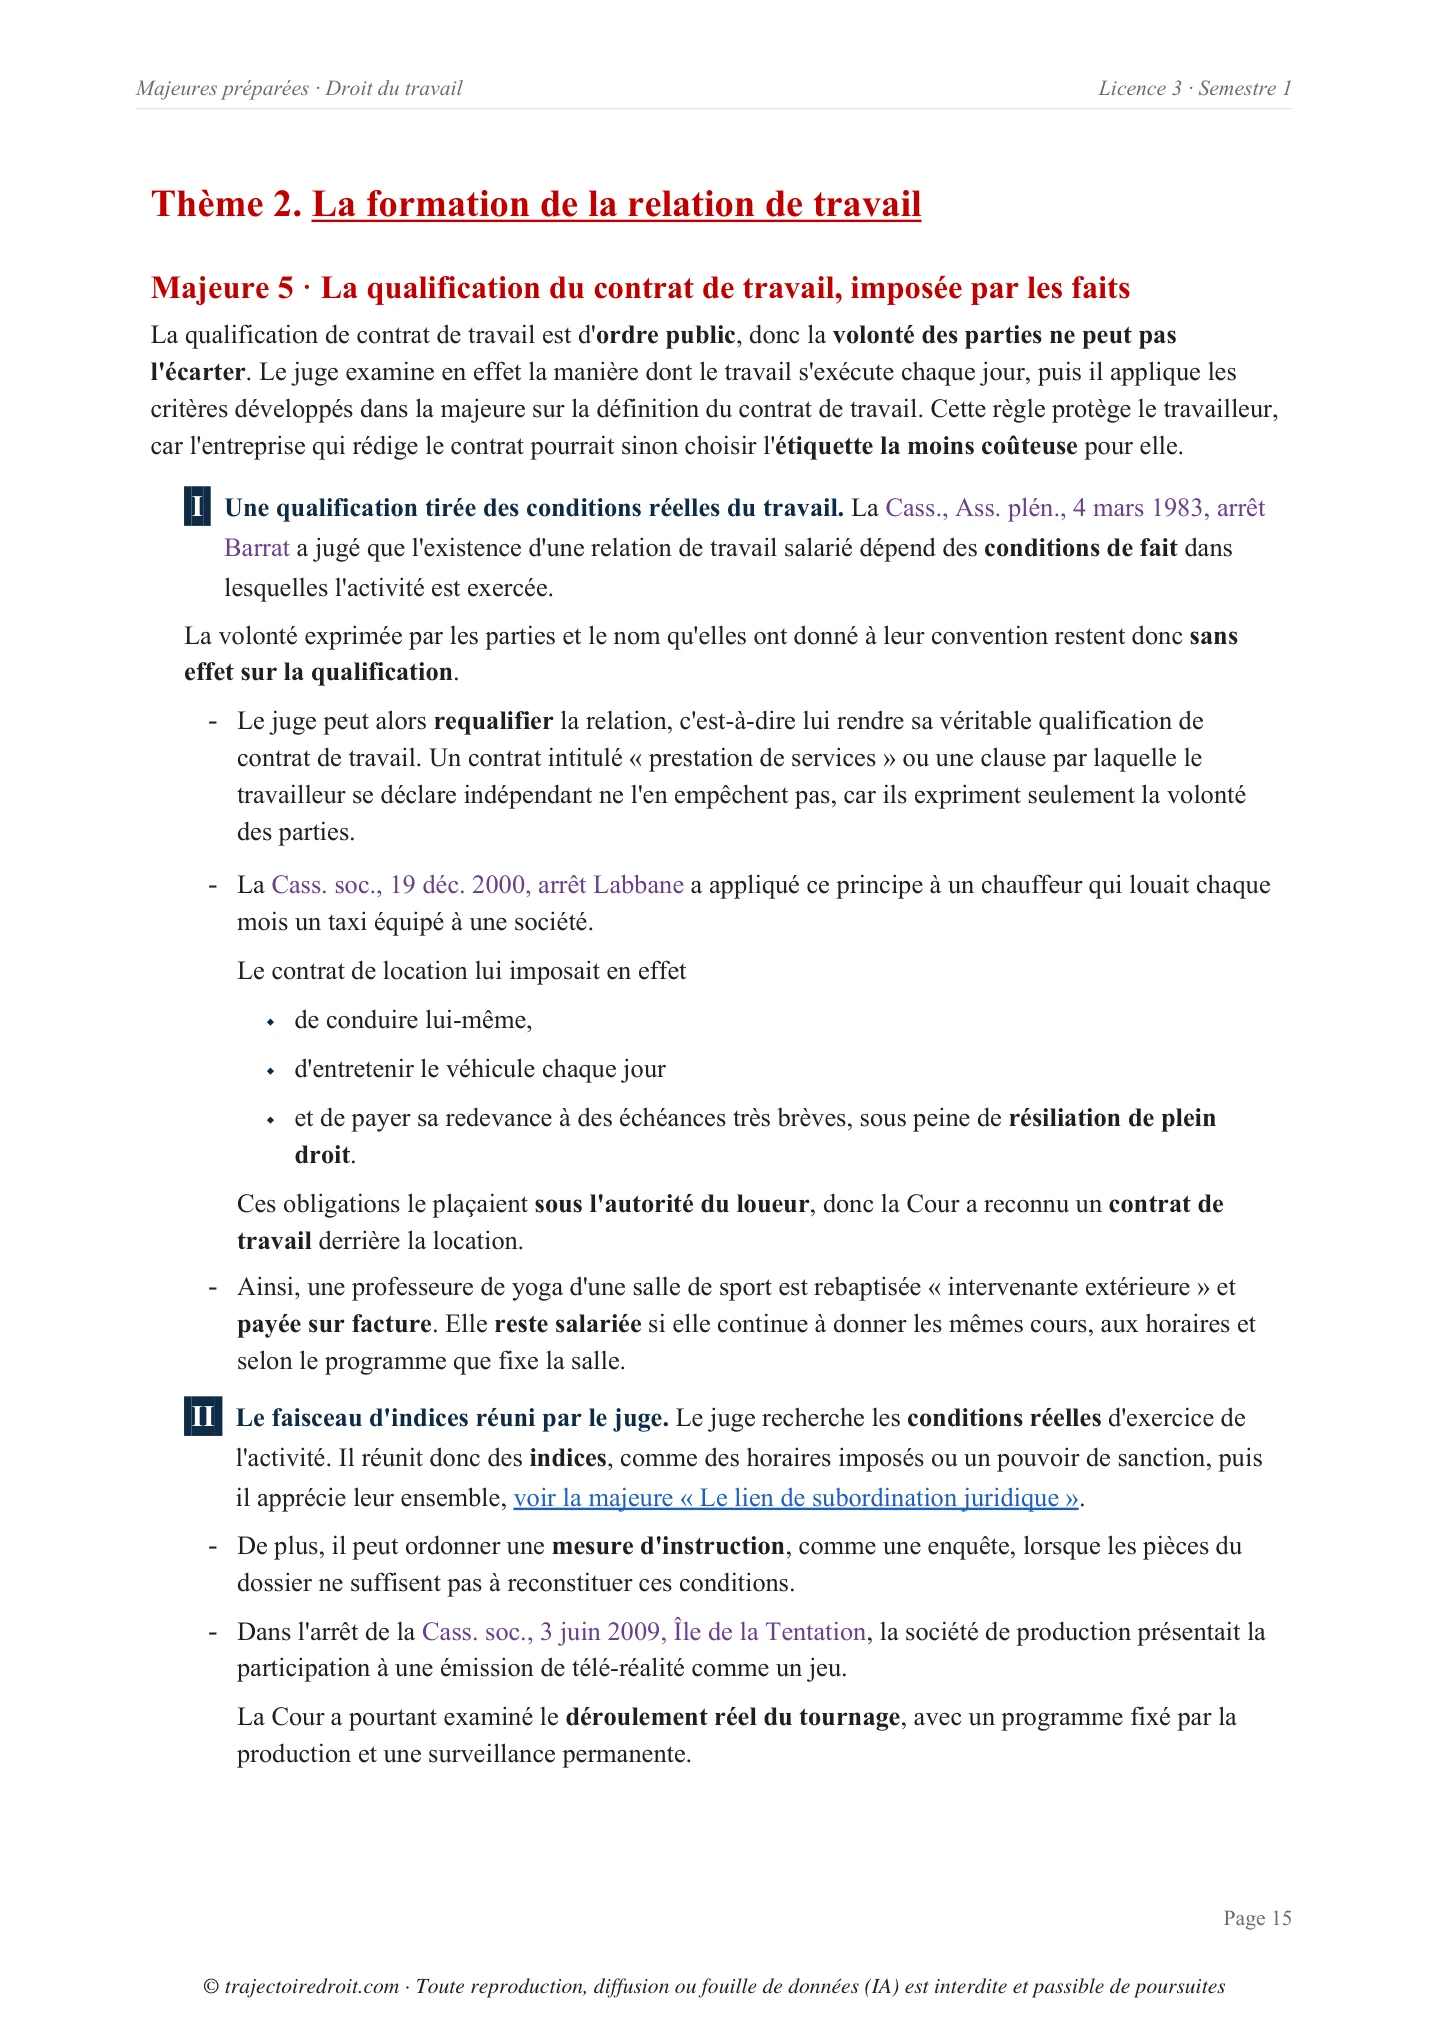 Majeures préparées · Droit du travail
Licence 3 · Semestre 1
Thème 2. La formation de la relation de travail
Majeure 5 · La qualification du contrat de travail, imposée par les faits
La qualification de contrat de travail est d'ordre public, donc la volonté des parties ne peut pas
l'écarter. Le juge examine en effet la manière dont le travail s'exécute chaque jour, puis il applique les
critères développés dans la majeure sur la définition du contrat de travail. Cette règle protège le travailleur,
car l'entreprise qui rédige le contrat pourrait sinon choisir l'étiquette la moins coûteuse pour elle.
I Une qualification tirée des conditions réelles du travail. La Cass., Ass. plén., 4 mars 1983, arrêt
Barrat a jugé que l'existence d'une relation de travail salarié dépend des conditions de fait dans
lesquelles l'activité est exercée.
La volonté exprimée par les parties et le nom qu'elles ont donné à leur convention restent donc sans
effet sur la qualification.
- Le juge peut alors requalifier la relation, c'est-à-dire lui rendre sa véritable qualification de
contrat de travail. Un contrat intitulé « prestation de services » ou une clause par laquelle le
travailleur se déclare indépendant ne l'en empêchent pas, car ils expriment seulement la volonté
des parties.
- La Cass. soc., 19 déc. 2000, arrêt Labbane a appliqué ce principe à un chauffeur qui louait chaque
mois un taxi équipé à une société.
Le contrat de location lui imposait en effet
⬩ de conduire lui-même,
⬩ d'entretenir le véhicule chaque jour
⬩ et de payer sa redevance à des échéances très brèves, sous peine de résiliation de plein
droit.
Ces obligations le plaçaient sous l'autorité du loueur, donc la Cour a reconnu un contrat de
travail derrière la location.
- Ainsi, une professeure de yoga d'une salle de sport est rebaptisée « intervenante extérieure » et
payée sur facture. Elle reste salariée si elle continue à donner les mêmes cours, aux horaires et
selon le programme que fixe la salle.
II Le faisceau d'indices réuni par le juge. Le juge recherche les conditions réelles d'exercice de
l'activité. Il réunit donc des indices, comme des horaires imposés ou un pouvoir de sanction, puis
il apprécie leur ensemble, voir la majeure « Le lien de subordination juridique ».
- De plus, il peut ordonner une mesure d'instruction, comme une enquête, lorsque les pièces du
dossier ne suffisent pas à reconstituer ces conditions.
- Dans l'arrêt de la Cass. soc., 3 juin 2009, Île de la Tentation, la société de production présentait la
participation à une émission de télé-réalité comme un jeu.
La Cour a pourtant examiné le déroulement réel du tournage, avec un programme fixé par la
production et une surveillance permanente.
Page 15
© trajectoiredroit.com · Toute reproduction, diffusion ou fouille de données (IA) est interdite et passible de poursuites